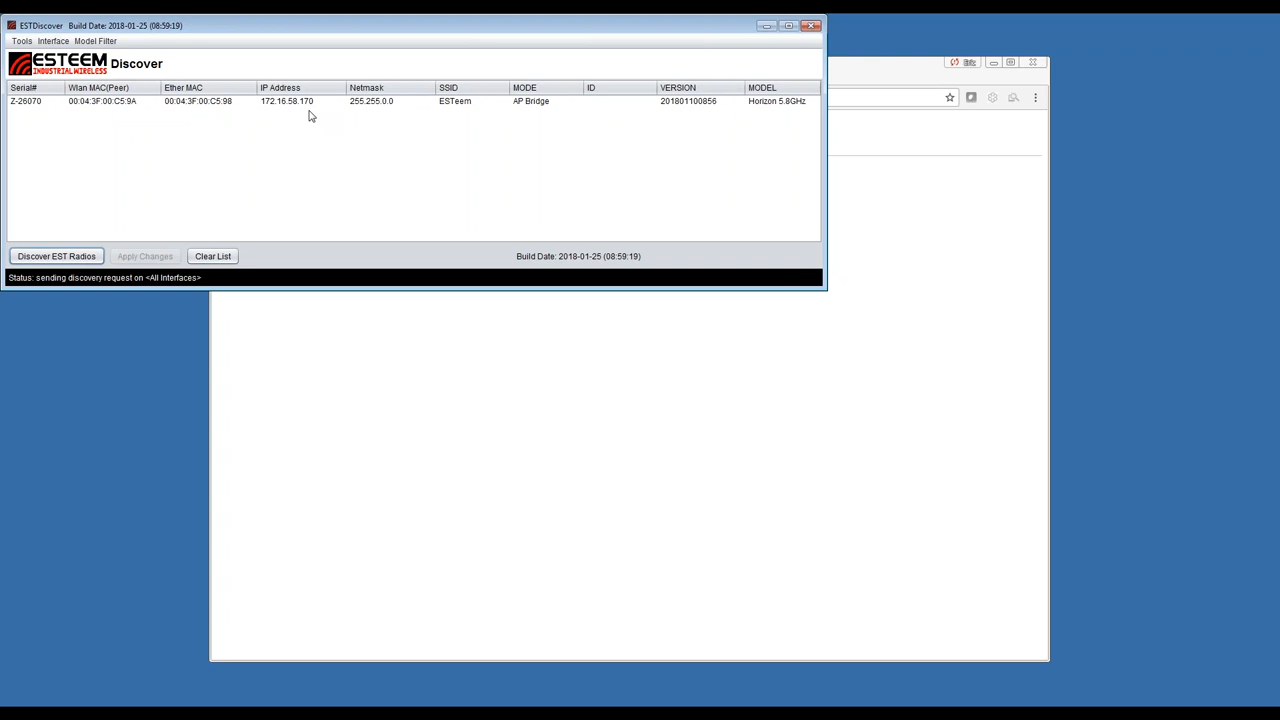 ESTDiscover Build Date: 2018-01-25 (08:59:19)
Tools Interface Model Filter
ESTEEM Discover
INDUSTRIAL WIRELESS
Serial# Wlan MAC(Peer) Ether MAC IP Address Netmask SSID MODE ID VERSION MODEL
Z-26070 00:04:3F:00:C5:9A 00:04:3F:00:C5:98 255.255.0.0 ESTeem AP Bridge 201801100856 Horizon 5.8GHz
Discover EST Radios Apply Changes Clear List Build Date: 2018-01-25 (08:59:19)
Status: sending discovery request on <All Interfaces>
Eric